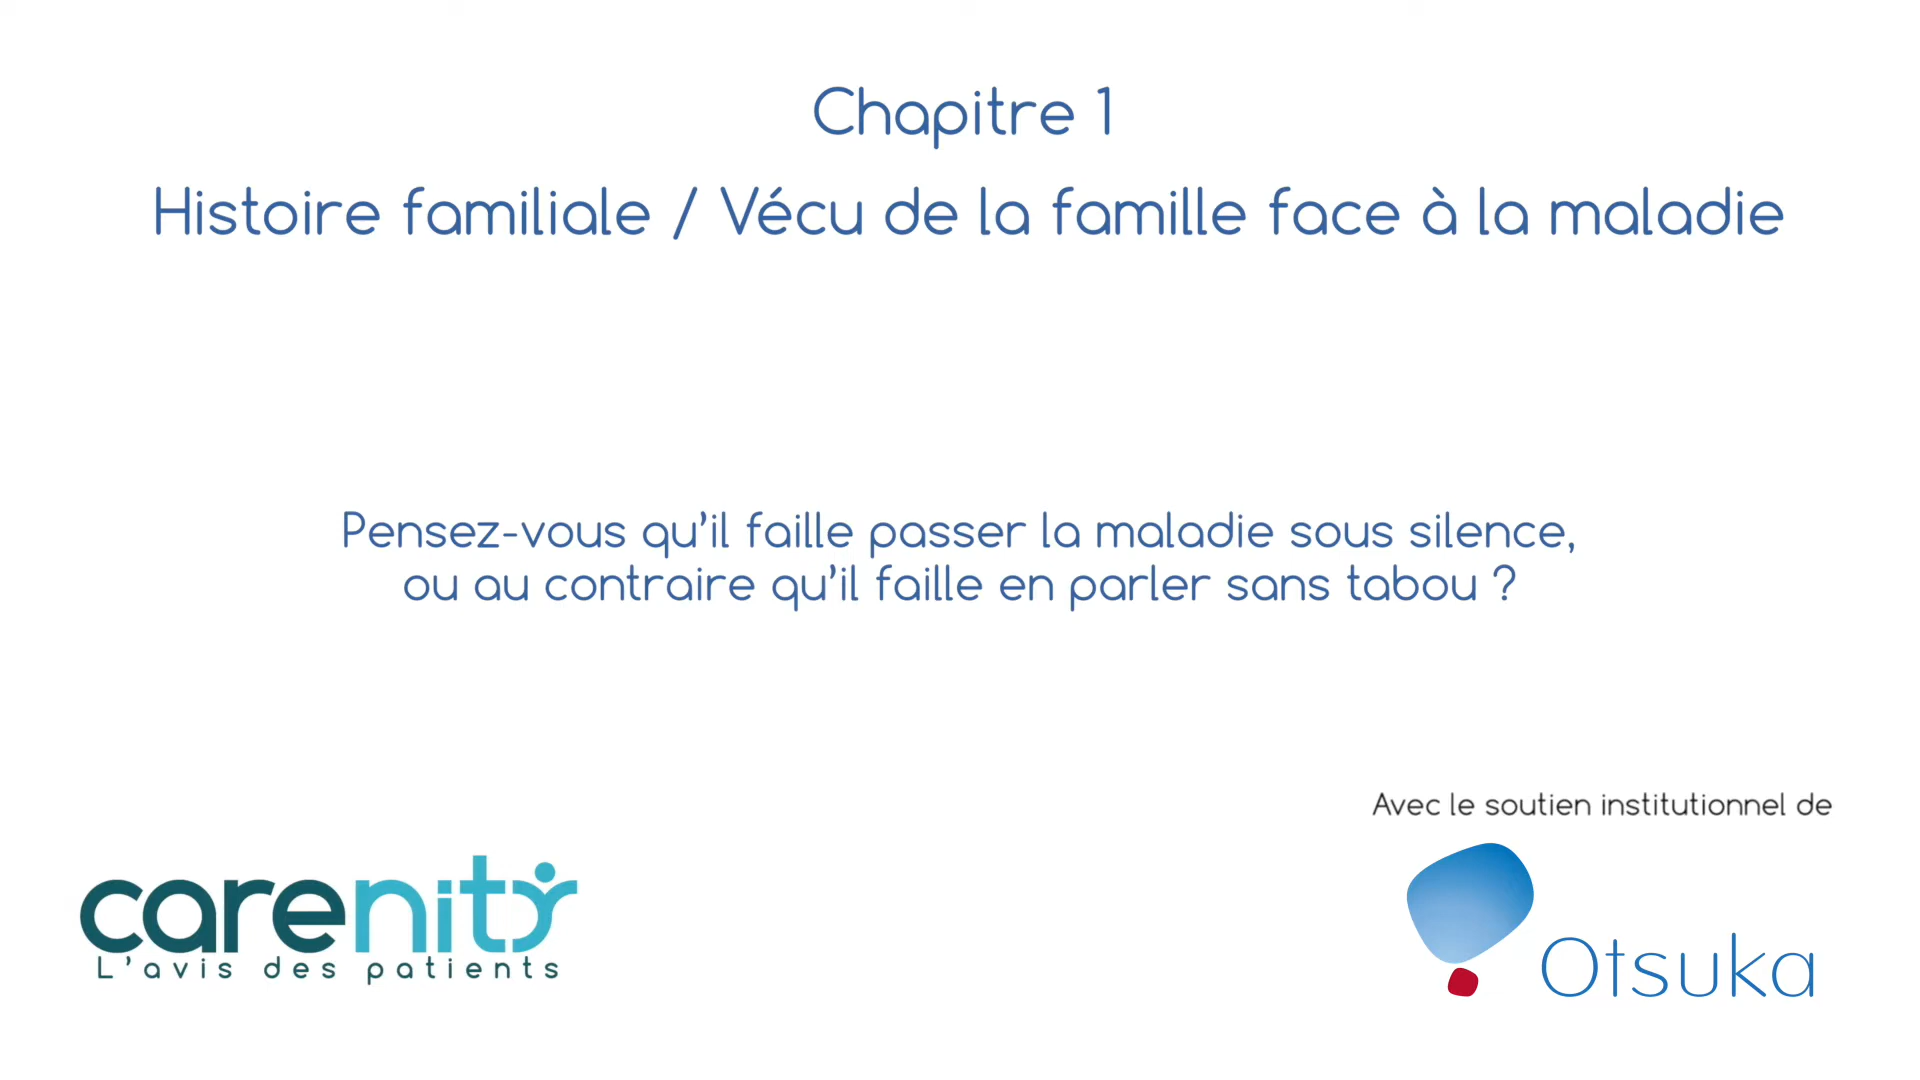 Chapitre 1
Histoire familiale / Vécu de la famille face à la maladie
Pensez-vous qu’il faille passer la maladie sous silence,
ou au contraire qu’il faille en parler sans tabou ?
Avec le soutien institutionnel de
carenity
L’avis des patients
Otsuka